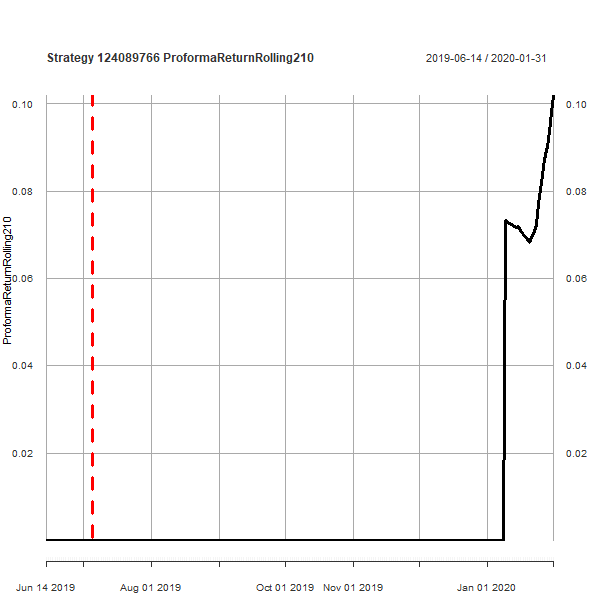 Strategy 124089766 ProformaReturnRolling210
2019-06-14 / 2020-01-31
0.10
0.10
0.08
0.08
ProformaReturnRolling210
0.06
0.06
0.04
0.04
0.02
0.02
Jun 14 2019
Aug 01 2019
Oct 01 2019
Nov 01 2019
Jan 01 2020